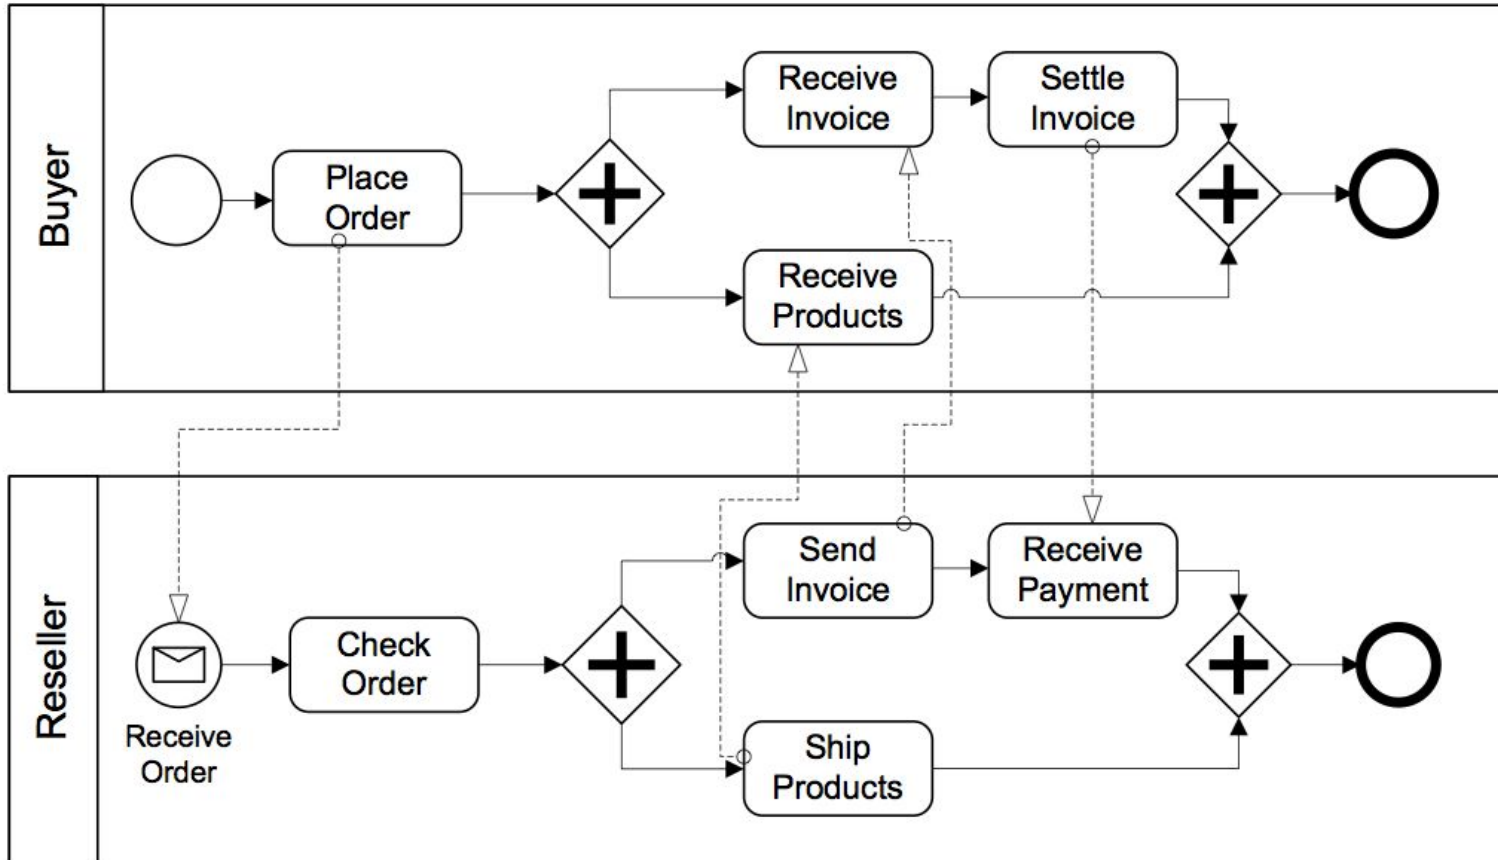 Buyer
Place
Order
Receive
Invoice
Settle
Invoice
Receive
Products
Reseller
Receive
Order
Check
Order
Send
Invoice
Receive
Payment
Ship
Products